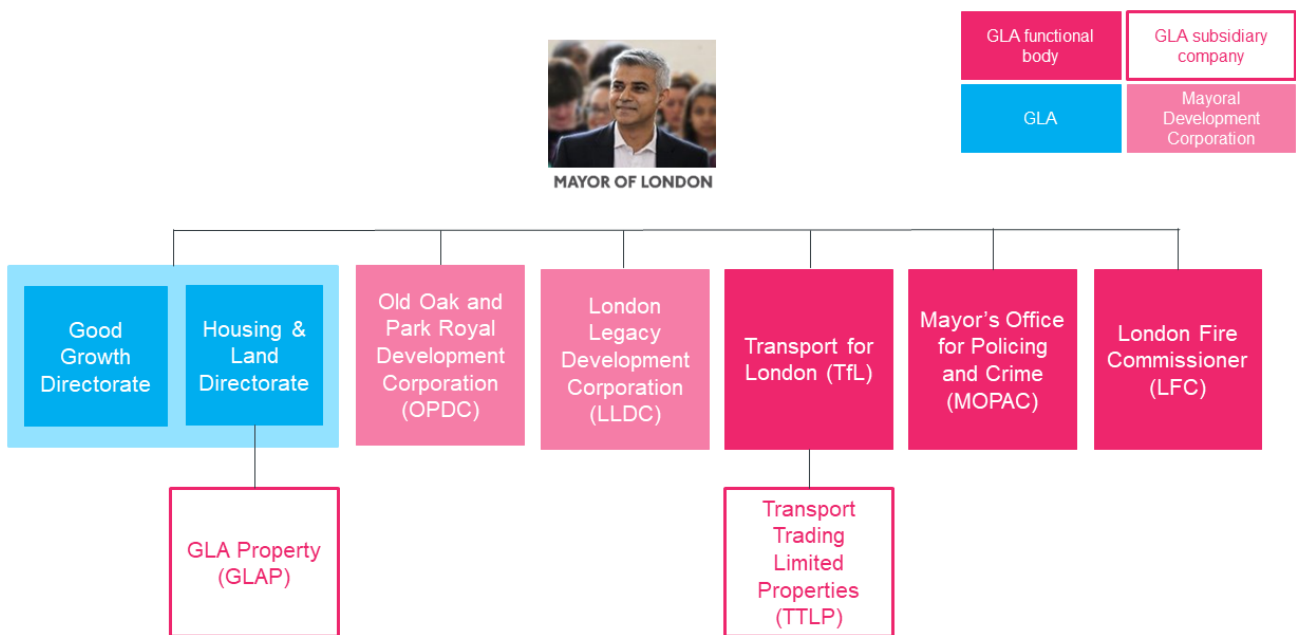 GLA functional
body
GLA subsidiary
company
GLA
Mayoral
Development
Corporation
MAYOR OF LONDON
Good
Growth
Directorate
Housing &
Land
Directorate
Old Oak and
Park Royal
Development
Corporation
(OPDC)
London
Legacy
Development
Corporation
(LLDC)
Transport for
London (TfL)
Mayor’s Office
for Policing
and Crime
(MOPAC)
London Fire
Commissioner
(LFC)
GLA Property
(GLAP)
Transport
Trading
Limited
Properties
(TTLP)